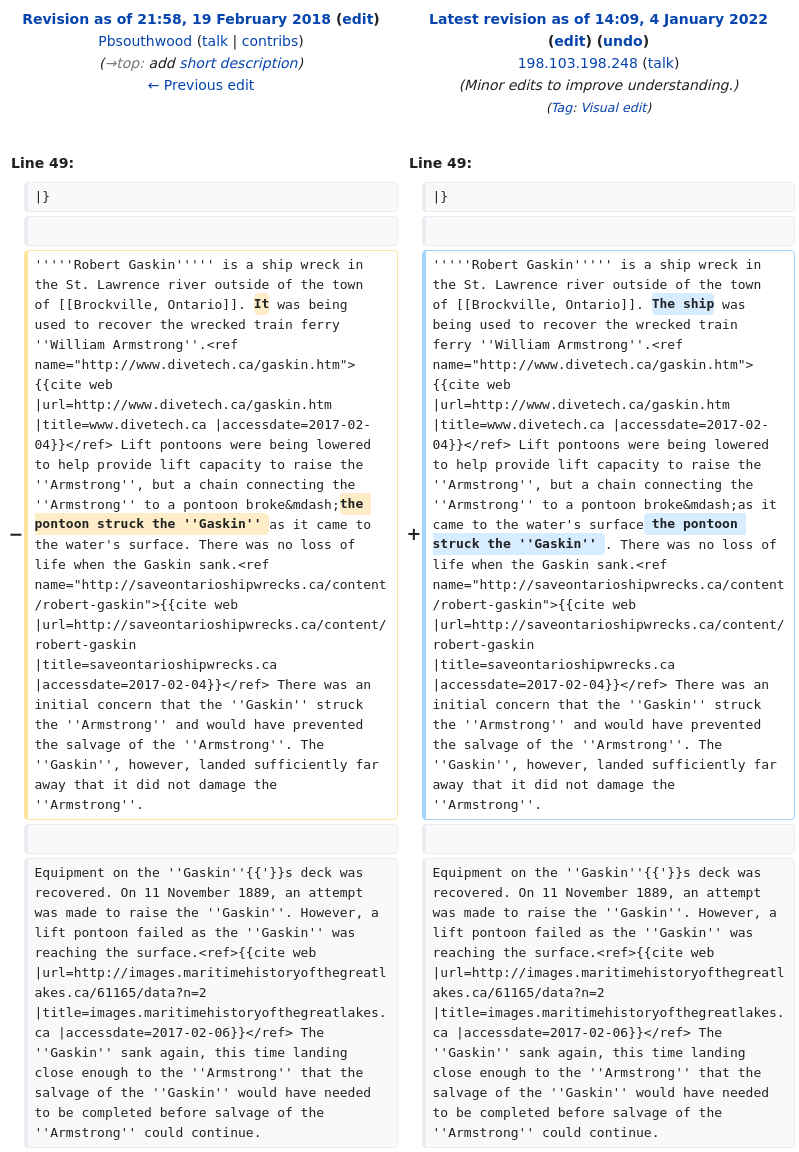 Revision as of 21:58, 19 February 2018 (edit)
Pbsouthwood (talk | contribs)
(→top: add short description)
← Previous edit
Latest revision as of 14:09, 4 January 2022
(edit) (undo)
198.103.198.248 (talk)
(Minor edits to improve understanding.)
(Tag: Visual edit)
Line 49:
|}
−
'''''Robert Gaskin''''' is a ship wreck in
the St. Lawrence river outside of the town
of [[Brockville, Ontario]]. It was being
used to recover the wrecked train ferry
''William Armstrong''.<ref
name="http://www.divetech.ca/gaskin.htm">
{{cite web
|url=http://www.divetech.ca/gaskin.htm
|title=www.divetech.ca |accessdate=2017-02-
04}}</ref> Lift pontoons were being lowered
to help provide lift capacity to raise the
''Armstrong'', but a chain connecting the
''Armstrong'' to a pontoon broke&mdash;the
pontoon struck the ''Gaskin'' as it came to
the water's surface. There was no loss of
life when the Gaskin sank.<ref
name="http://saveontarioshipwrecks.ca/content
/robert-gaskin">{{cite web
|url=http://saveontarioshipwrecks.ca/content/
robert-gaskin
|title=saveontarioshipwrecks.ca
|accessdate=2017-02-04}}</ref> There was an
initial concern that the ''Gaskin'' struck
the ''Armstrong'' and would have prevented
the salvage of the ''Armstrong''. The
''Gaskin'', however, landed sufficiently far
away that it did not damage the
''Armstrong''.
Equipment on the ''Gaskin''{{'}}s deck was
recovered. On 11 November 1889, an attempt
was made to raise the ''Gaskin''. However, a
lift pontoon failed as the ''Gaskin'' was
reaching the surface.<ref>{{cite web
|url=http://images.maritimehistoryofthegreatl
akes.ca/61165/data?n=2
|title=images.maritimehistoryofthegreatlakes.
ca |accessdate=2017-02-06}}</ref> The
''Gaskin'' sank again, this time landing
close enough to the ''Armstrong'' that the
salvage of the ''Gaskin'' would have needed
to be completed before salvage of the
''Armstrong'' could continue.
Line 49:
|}
+
'''''Robert Gaskin''''' is a ship wreck in
the St. Lawrence river outside of the town
of [[Brockville, Ontario]]. The ship was
being used to recover the wrecked train
ferry ''William Armstrong''.<ref
name="http://www.divetech.ca/gaskin.htm">
{{cite web
|url=http://www.divetech.ca/gaskin.htm
|title=www.divetech.ca |accessdate=2017-02-
04}}</ref> Lift pontoons were being lowered
to help provide lift capacity to raise the
''Armstrong'', but a chain connecting the
''Armstrong'' to a pontoon broke&mdash;as it
came to the water's surface the pontoon
struck the ''Gaskin'' . There was no loss of
life when the Gaskin sank.<ref
name="http://saveontarioshipwrecks.ca/content
/robert-gaskin">{{cite web
|url=http://saveontarioshipwrecks.ca/content/
robert-gaskin
|title=saveontarioshipwrecks.ca
|accessdate=2017-02-04}}</ref> There was an
initial concern that the ''Gaskin'' struck
the ''Armstrong'' and would have prevented
the salvage of the ''Armstrong''. The
''Gaskin'', however, landed sufficiently far
away that it did not damage the
''Armstrong''.
Equipment on the ''Gaskin''{{'}}s deck was
recovered. On 11 November 1889, an attempt
was made to raise the ''Gaskin''. However, a
lift pontoon failed as the ''Gaskin'' was
reaching the surface.<ref>{{cite web
|url=http://images.maritimehistoryofthegreatl
akes.ca/61165/data?n=2
|title=images.maritimehistoryofthegreatlakes.
ca |accessdate=2017-02-06}}</ref> The
''Gaskin'' sank again, this time landing
close enough to the ''Armstrong'' that the
salvage of the ''Gaskin'' would have needed
to be completed before salvage of the
''Armstrong'' could continue.